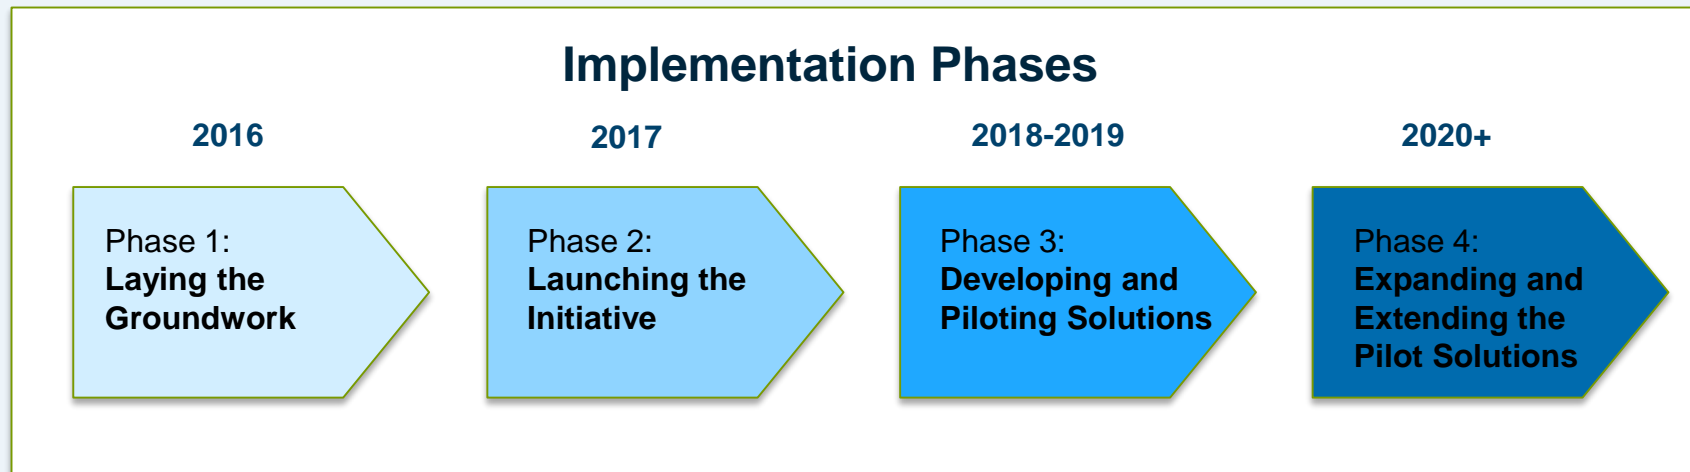 Implementation Phases
2016
2017
2018-2019
2020+
Phase 1:
Laying the
Groundwork
Phase 2:
Launching the
Initiative
Phase 3:
Developing and
Piloting Solutions
Phase 4:
Expanding and
Extending the
Pilot Solutions